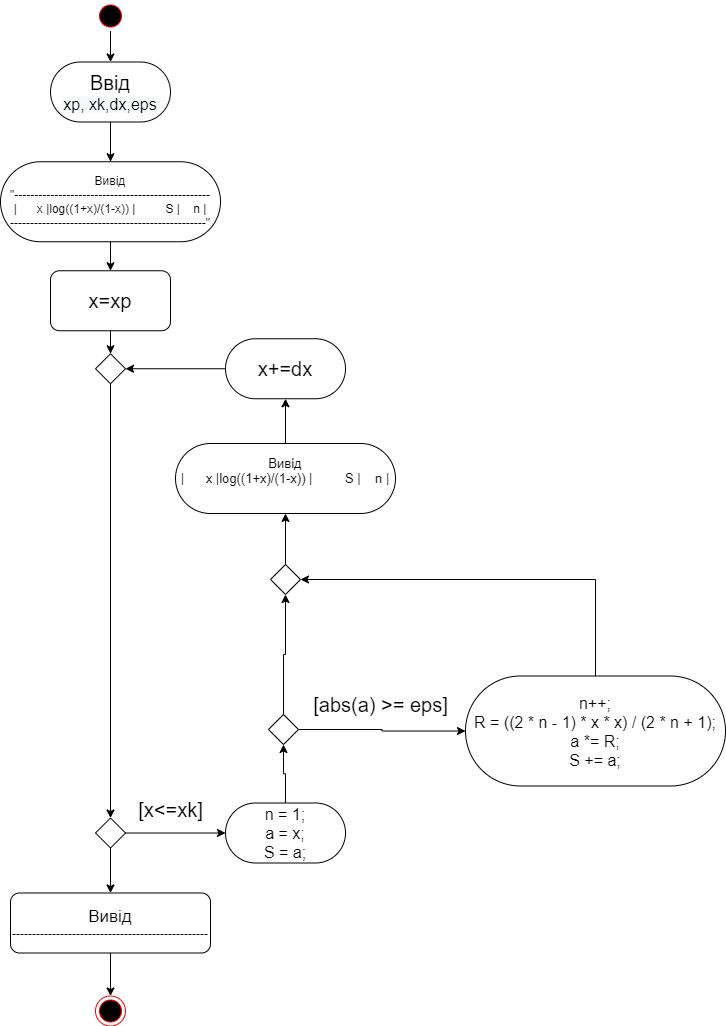 Ввід
xp, xk,dx,eps
Вивід
"-------------------------------------------------
| x |log((1+x)/(1-x)) | S | n |
-------------------------------------------------"
x=xp
x+=dx
Вивід
| x |log((1+x)/(1-x)) | S | n |
[abs(a) >= eps]
n++;
R = ((2 * n - 1) * x * x) / (2 * n + 1);
a *= R;
S += a;
[x<=xk]
n = 1;
a = x;
S = a;
Вивід
-------------------------------------------------